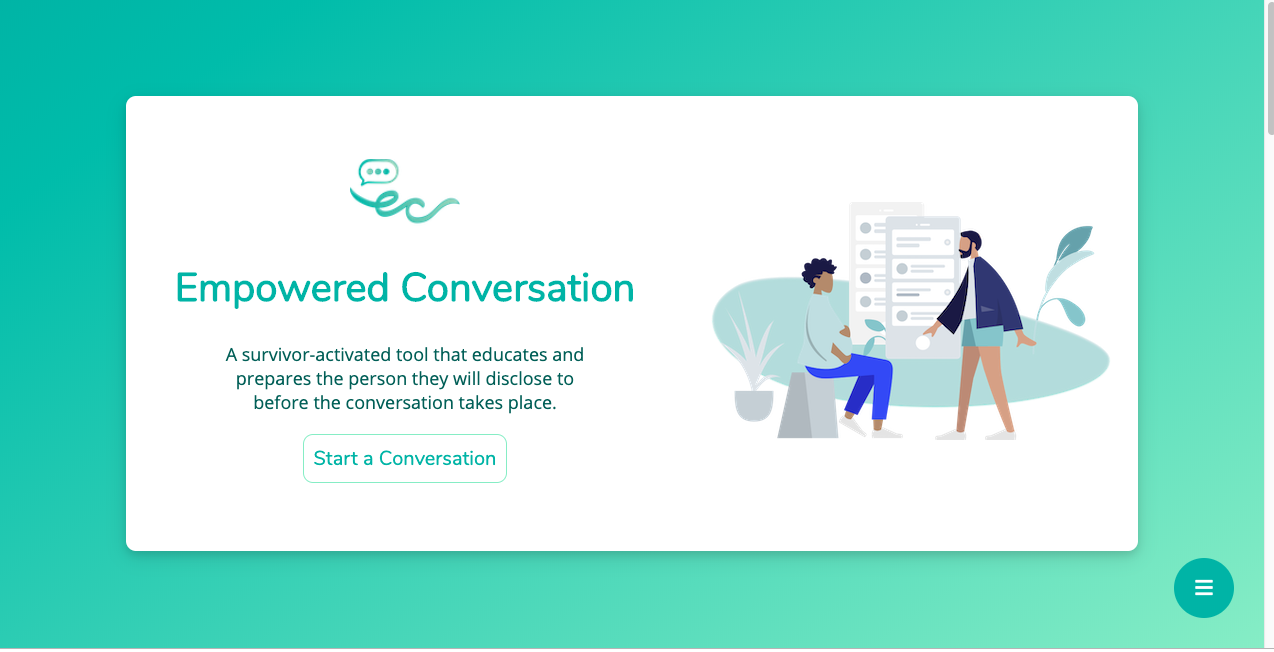 ec
Empowered Conversation
A survivor-activated tool that educates and
prepares the person they will disclose to
before the conversation takes place.
Start a Conversation